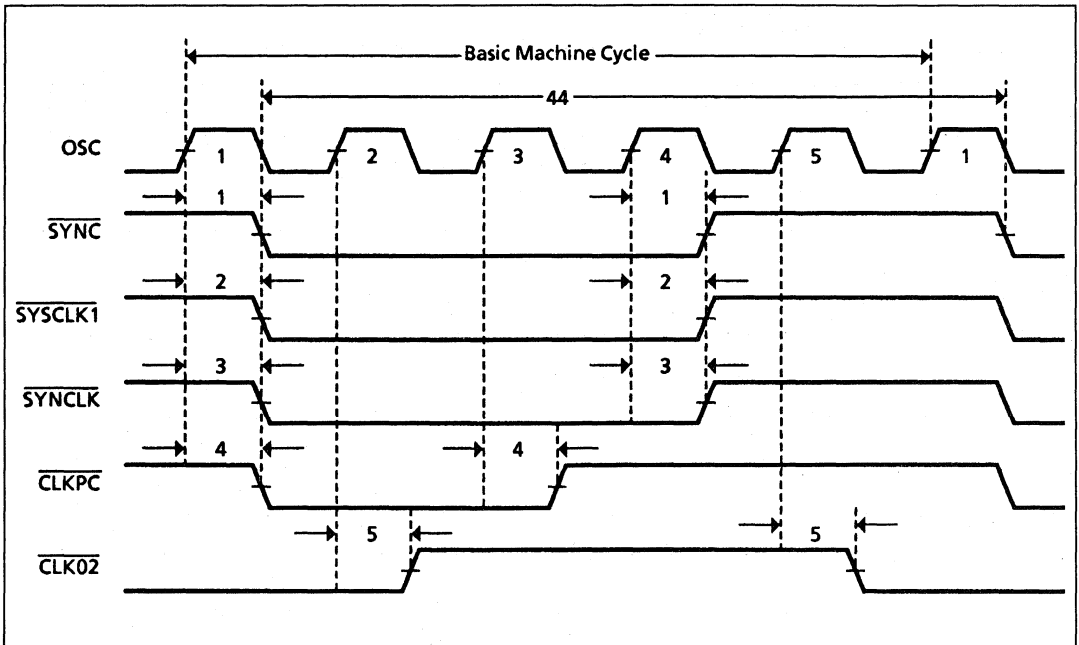 Basic Machine Cycle
44
OSC 1 2 3 4 5 1
1 1
SYNC
2 2
SYSCLK1
3 3
SYNCLK
4 4
CLKPC
5 5
CLK02